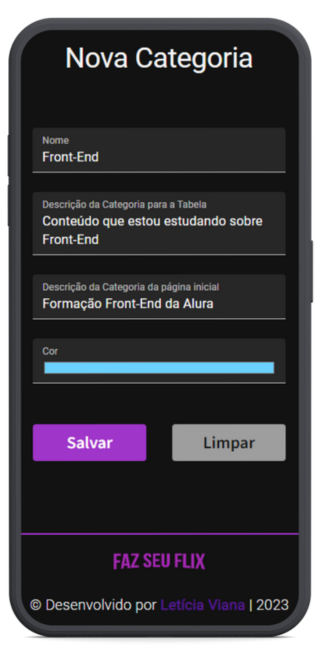 Nova Categoria
Nome
Front-End
Descrição da Categoria para a Tabela
Conteúdo que estou estudando sobre
Front-End
Descrição da Categoria da página inicial
Formação Front-End da Alura
Cor
Salvar
Limpar
FAZ SEU FLIX
© Desenvolvido por Letícia Viana | 2023